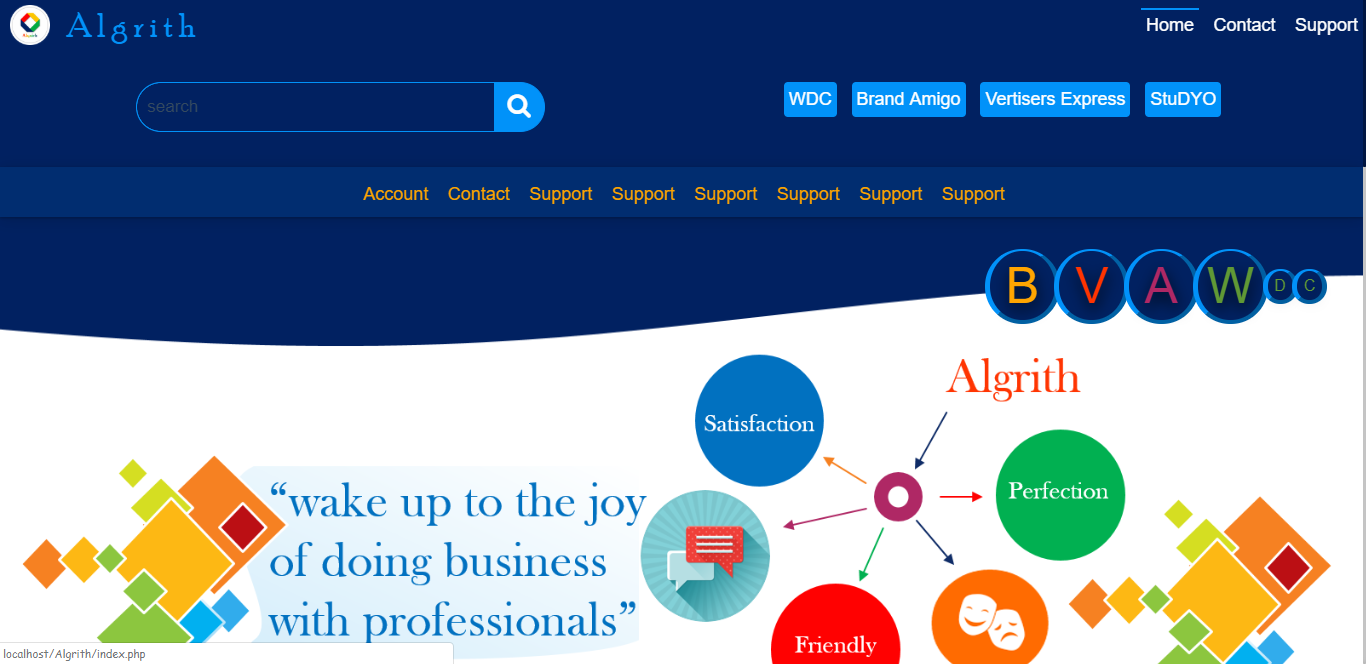 Algrith
Home Contact Support
search
WDC Brand Amigo Vertisers Express StuDYO
Account Contact Support Support Support Support Support Support
B V A W D C
Algrith
Satisfaction
Perfection
“wake up to the joy
of doing business
with professionals”
Friendly
localhost/Algrith/index.php